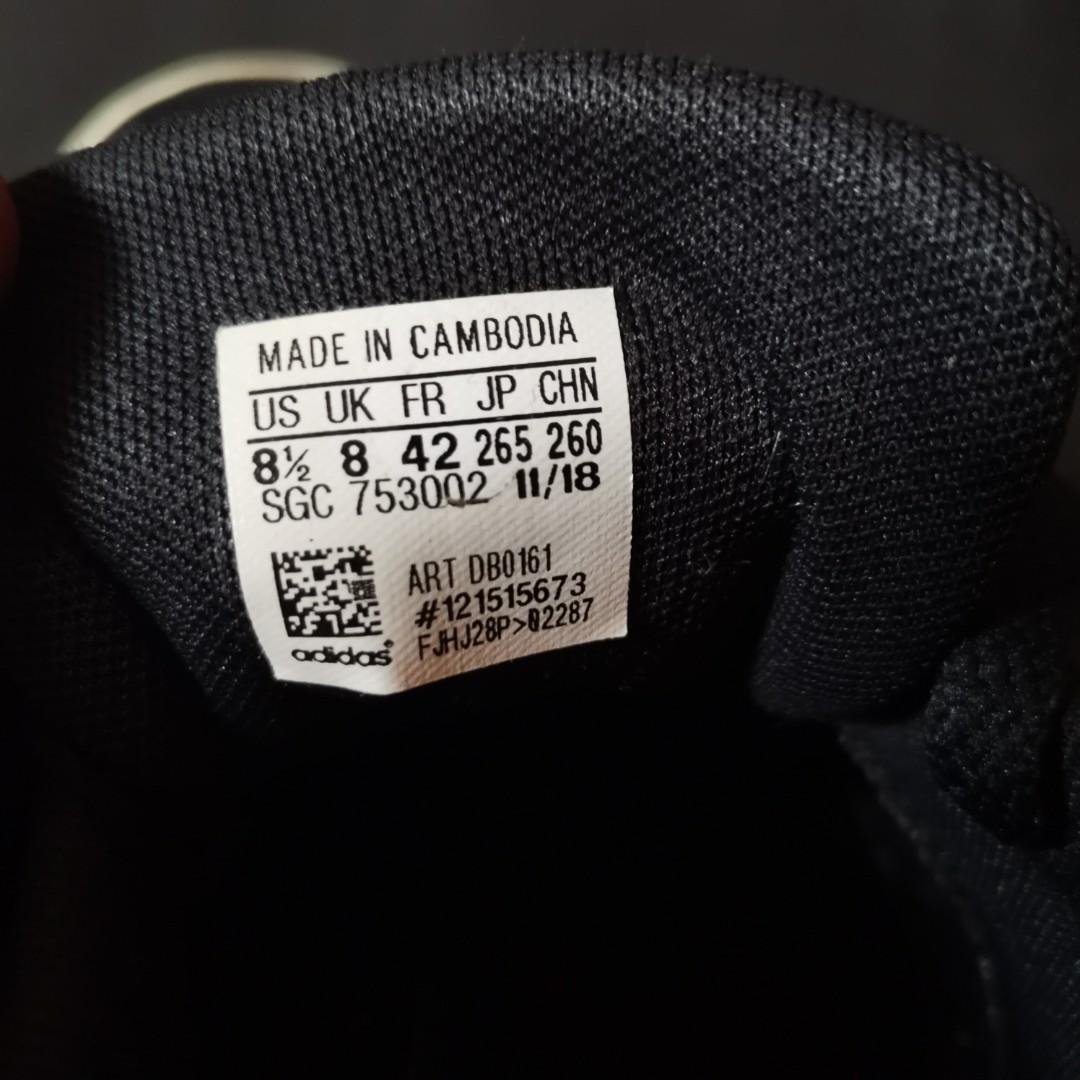 MADE IN CAMBODIA
US UK FR JP CHN
8½ 8 42 265 260
SGC 753002 11/18
ART DB0161
#121515673
FJHJ28P>02287
adidas®